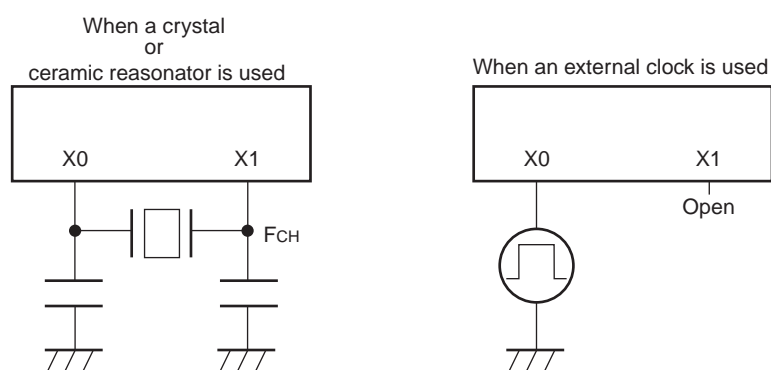 When a crystal
or
ceramic reasonator is used
X0
X1
FCH
When an external clock is used
X0
X1
Open